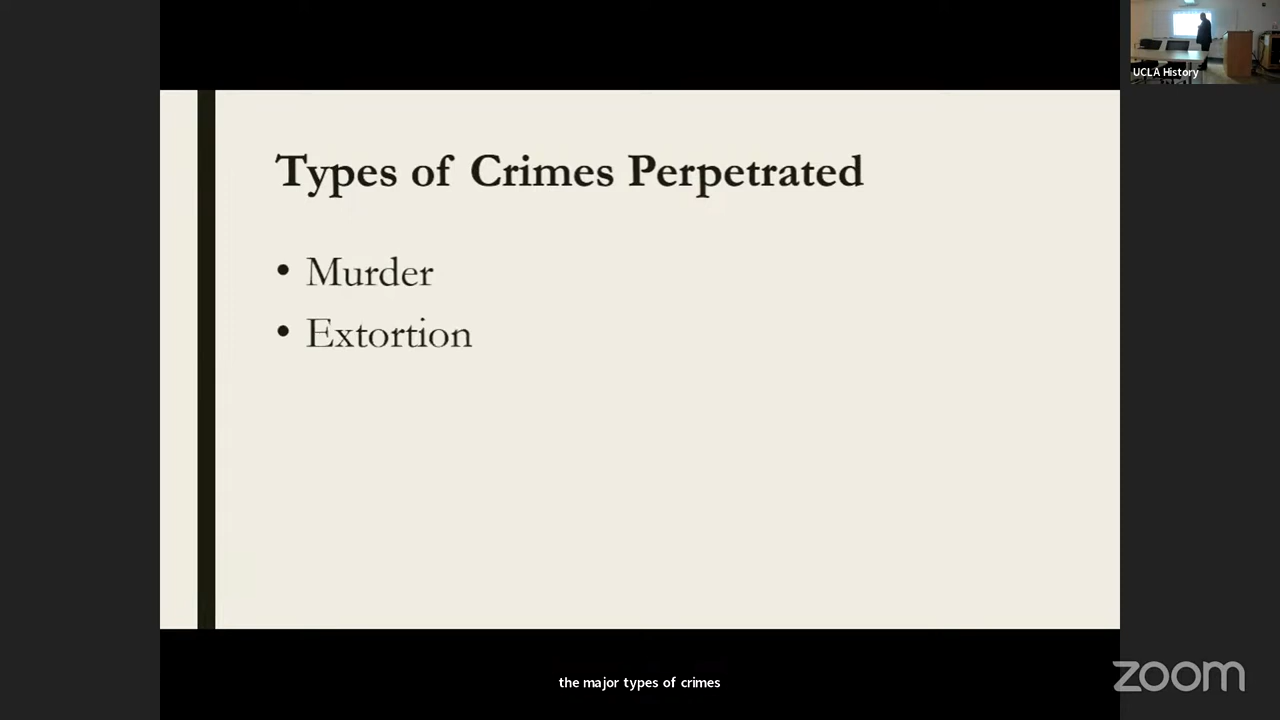 UCLA History
Types of Crimes Perpetrated
• Murder
• Extortion
the major types of crimes
zoom